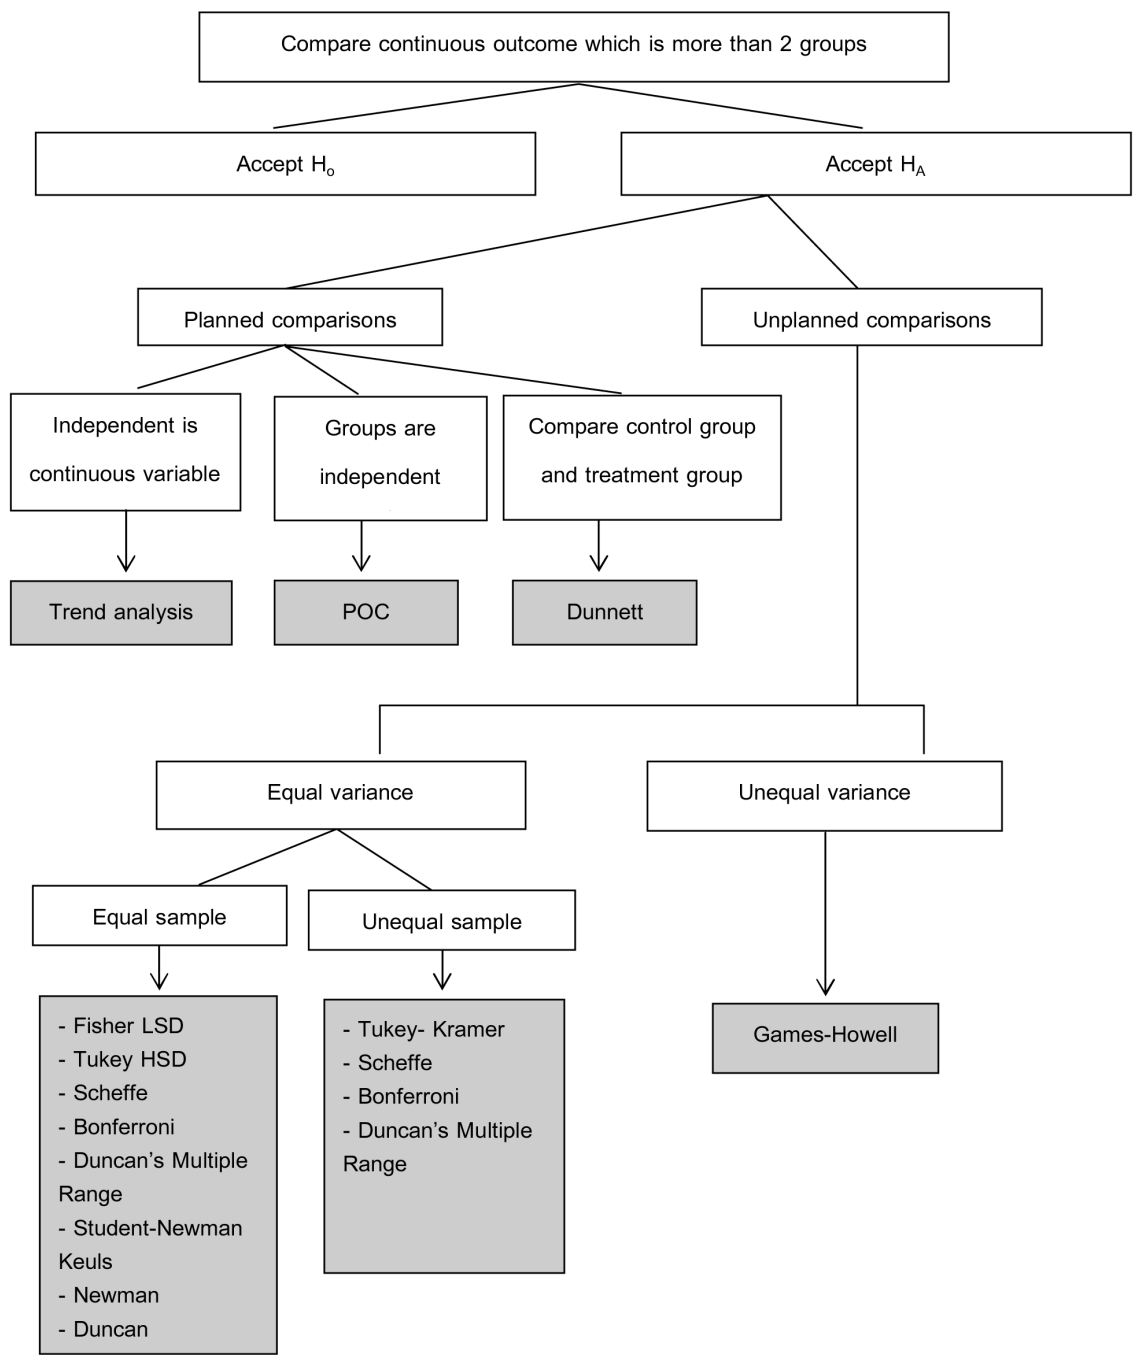 Compare continuous outcome which is more than 2 groups
Accept Ho
Accept HA
Planned comparisons
Unplanned comparisons
Independent is
continuous variable
Groups are
independent
Compare control group
and treatment group
Trend analysis
POC
Dunnett
Equal variance
Unequal variance
Equal sample
Unequal sample
- Fisher LSD
- Tukey HSD
- Scheffe
- Bonferroni
- Duncan’s Multiple
Range
- Student-Newman
Keuls
- Newman
- Duncan
- Tukey- Kramer
- Scheffe
- Bonferroni
- Duncan’s Multiple
Range
Games-Howell